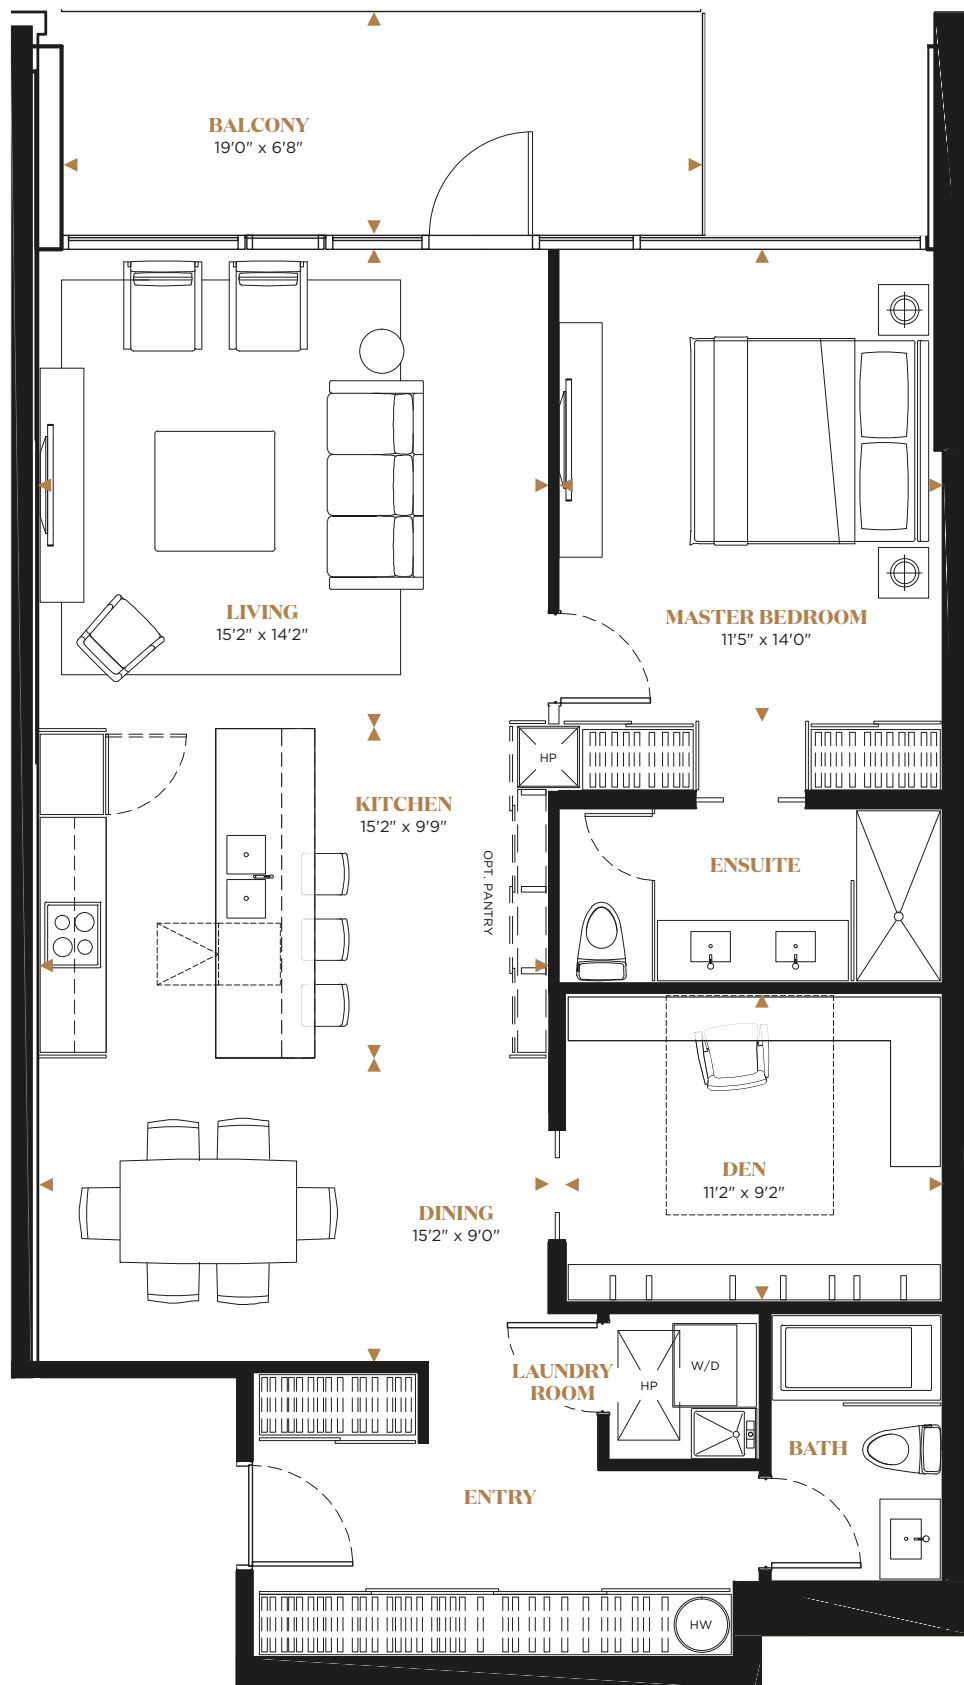 BALCONY
19'0" x 6'8"
LIVING
15'2" x 14'2"
MASTER BEDROOM
11'5" x 14'0"
HP
KITCHEN
15'2" x 9'9"
OPT. PANTRY
ENSUITE
DEN
11'2" x 9'2"
DINING
15'2" x 9'0"
LAUNDRY
ROOM
HP
W/D
BATH
ENTRY
HW